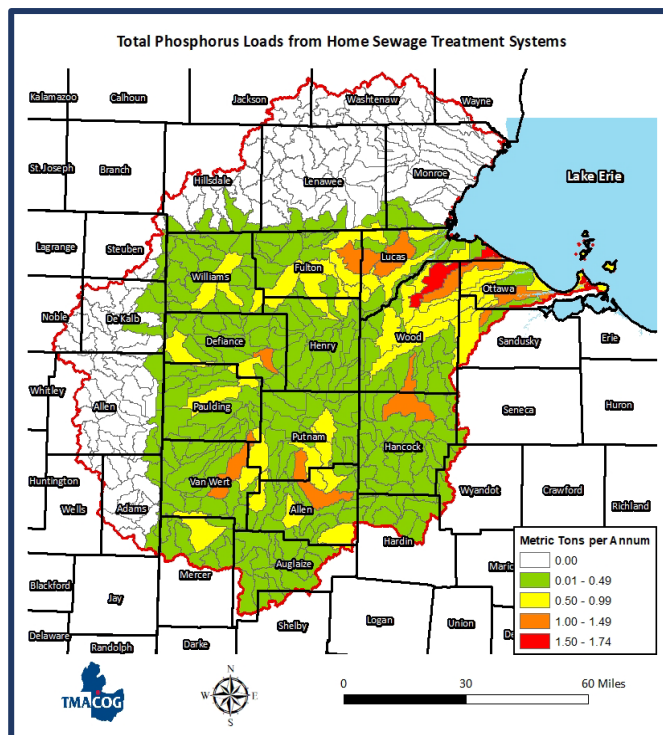 Total Phosphorus Loads from Home Sewage Treatment Systems
Kalamazoo
Calhoun
Jackson
Washtenaw
Wayne
St. Joseph
Branch
Hillsdale
Lenawee
Monroe
Lake Erie
Lagrange
Steuben
Williams
Fulton
Lucas
Ottawa
Noble
De Kalb
Defiance
Henry
Wood
Sandusky
Erie
Whitley
Allen
Paulding
Putnam
Hancock
Seneca
Huron
Huntington
Wells
Adams
Van Wert
Allen
Wyandot
Crawford
Richland
Hardin
Blackford
Jay
Mercer
Auglaize
Delaware
Randolph
Darke
Shelby
Logan
Union
Metric Tons per Annum
0.00
0.01 - 0.49
0.50 - 0.99
1.00 - 1.49
1.50 - 1.74
TMACOG
N
W
E
S
0
30
60 Miles